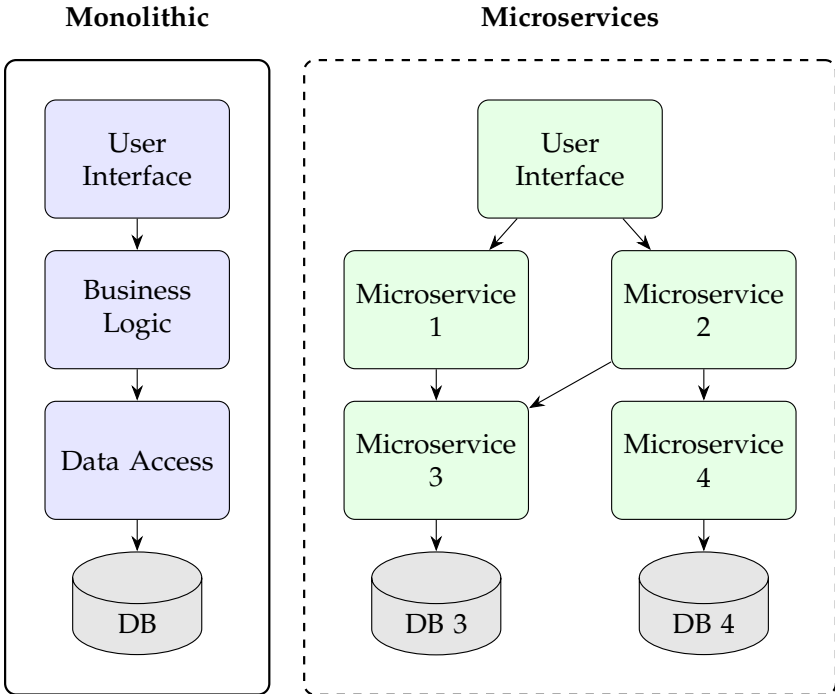 Monolithic
User
Interface
Business
Logic
Data Access
DB
Microservices
User
Interface
Microservice
1
Microservice
2
Microservice
3
Microservice
4
DB 3
DB 4